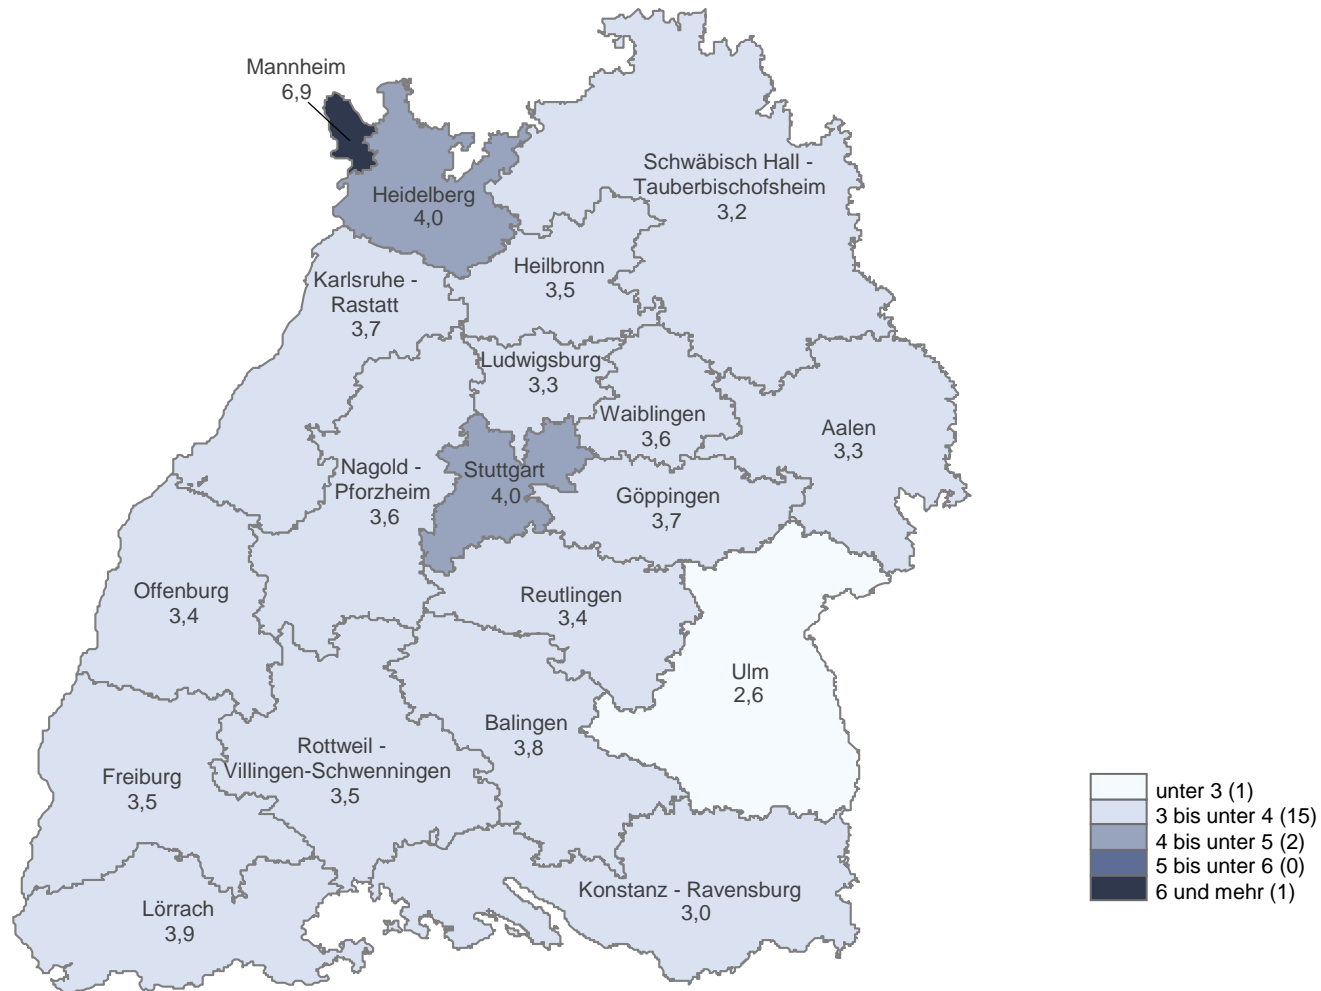 Mannheim
6,9
Heidelberg
4,0
Schwäbisch Hall -
Tauberbischofsheim
3,2
Karlsruhe -
Rastatt
3,7
Heilbronn
3,5
Ludwigsburg
3,3
Waiblingen
3,6
Aalen
3,3
Nagold -
Pforzheim
3,6
Stuttgart
4,0
Göppingen
3,7
Offenburg
3,4
Reutlingen
3,4
Ulm
2,6
Balingen
3,8
Rottweil -
Villingen-Schwenningen
3,5
Freiburg
3,5
Konstanz - Ravensburg
3,0
Lörrach
3,9
unter 3 (1)
3 bis unter 4 (15)
4 bis unter 5 (2)
5 bis unter 6 (0)
6 und mehr (1)